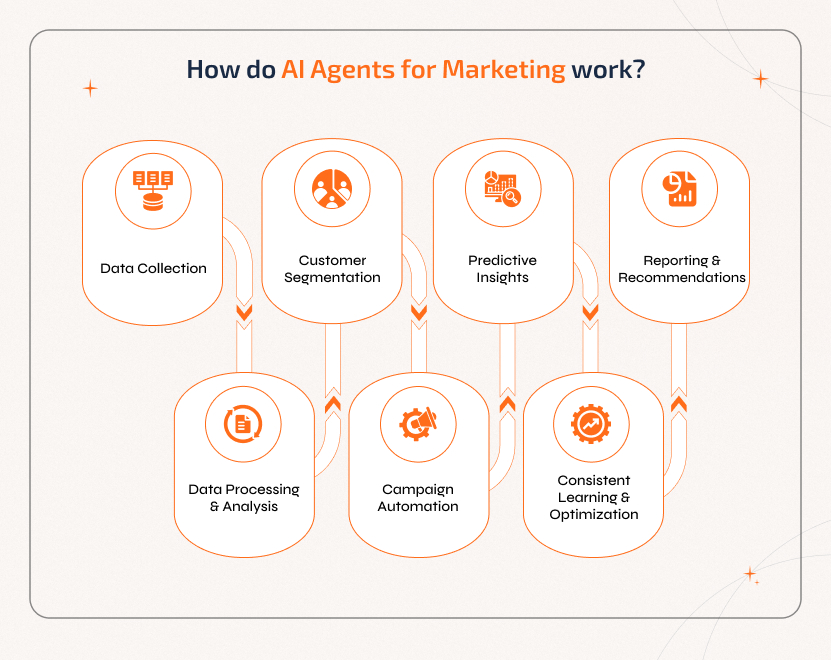 How do AI Agents for Marketing work?
Data Collection
Customer
Segmentation
Predictive
Insights
Reporting &
Recommendations
Data Processing
& Analysis
Campaign
Automation
Consistent
Learning &
Optimization